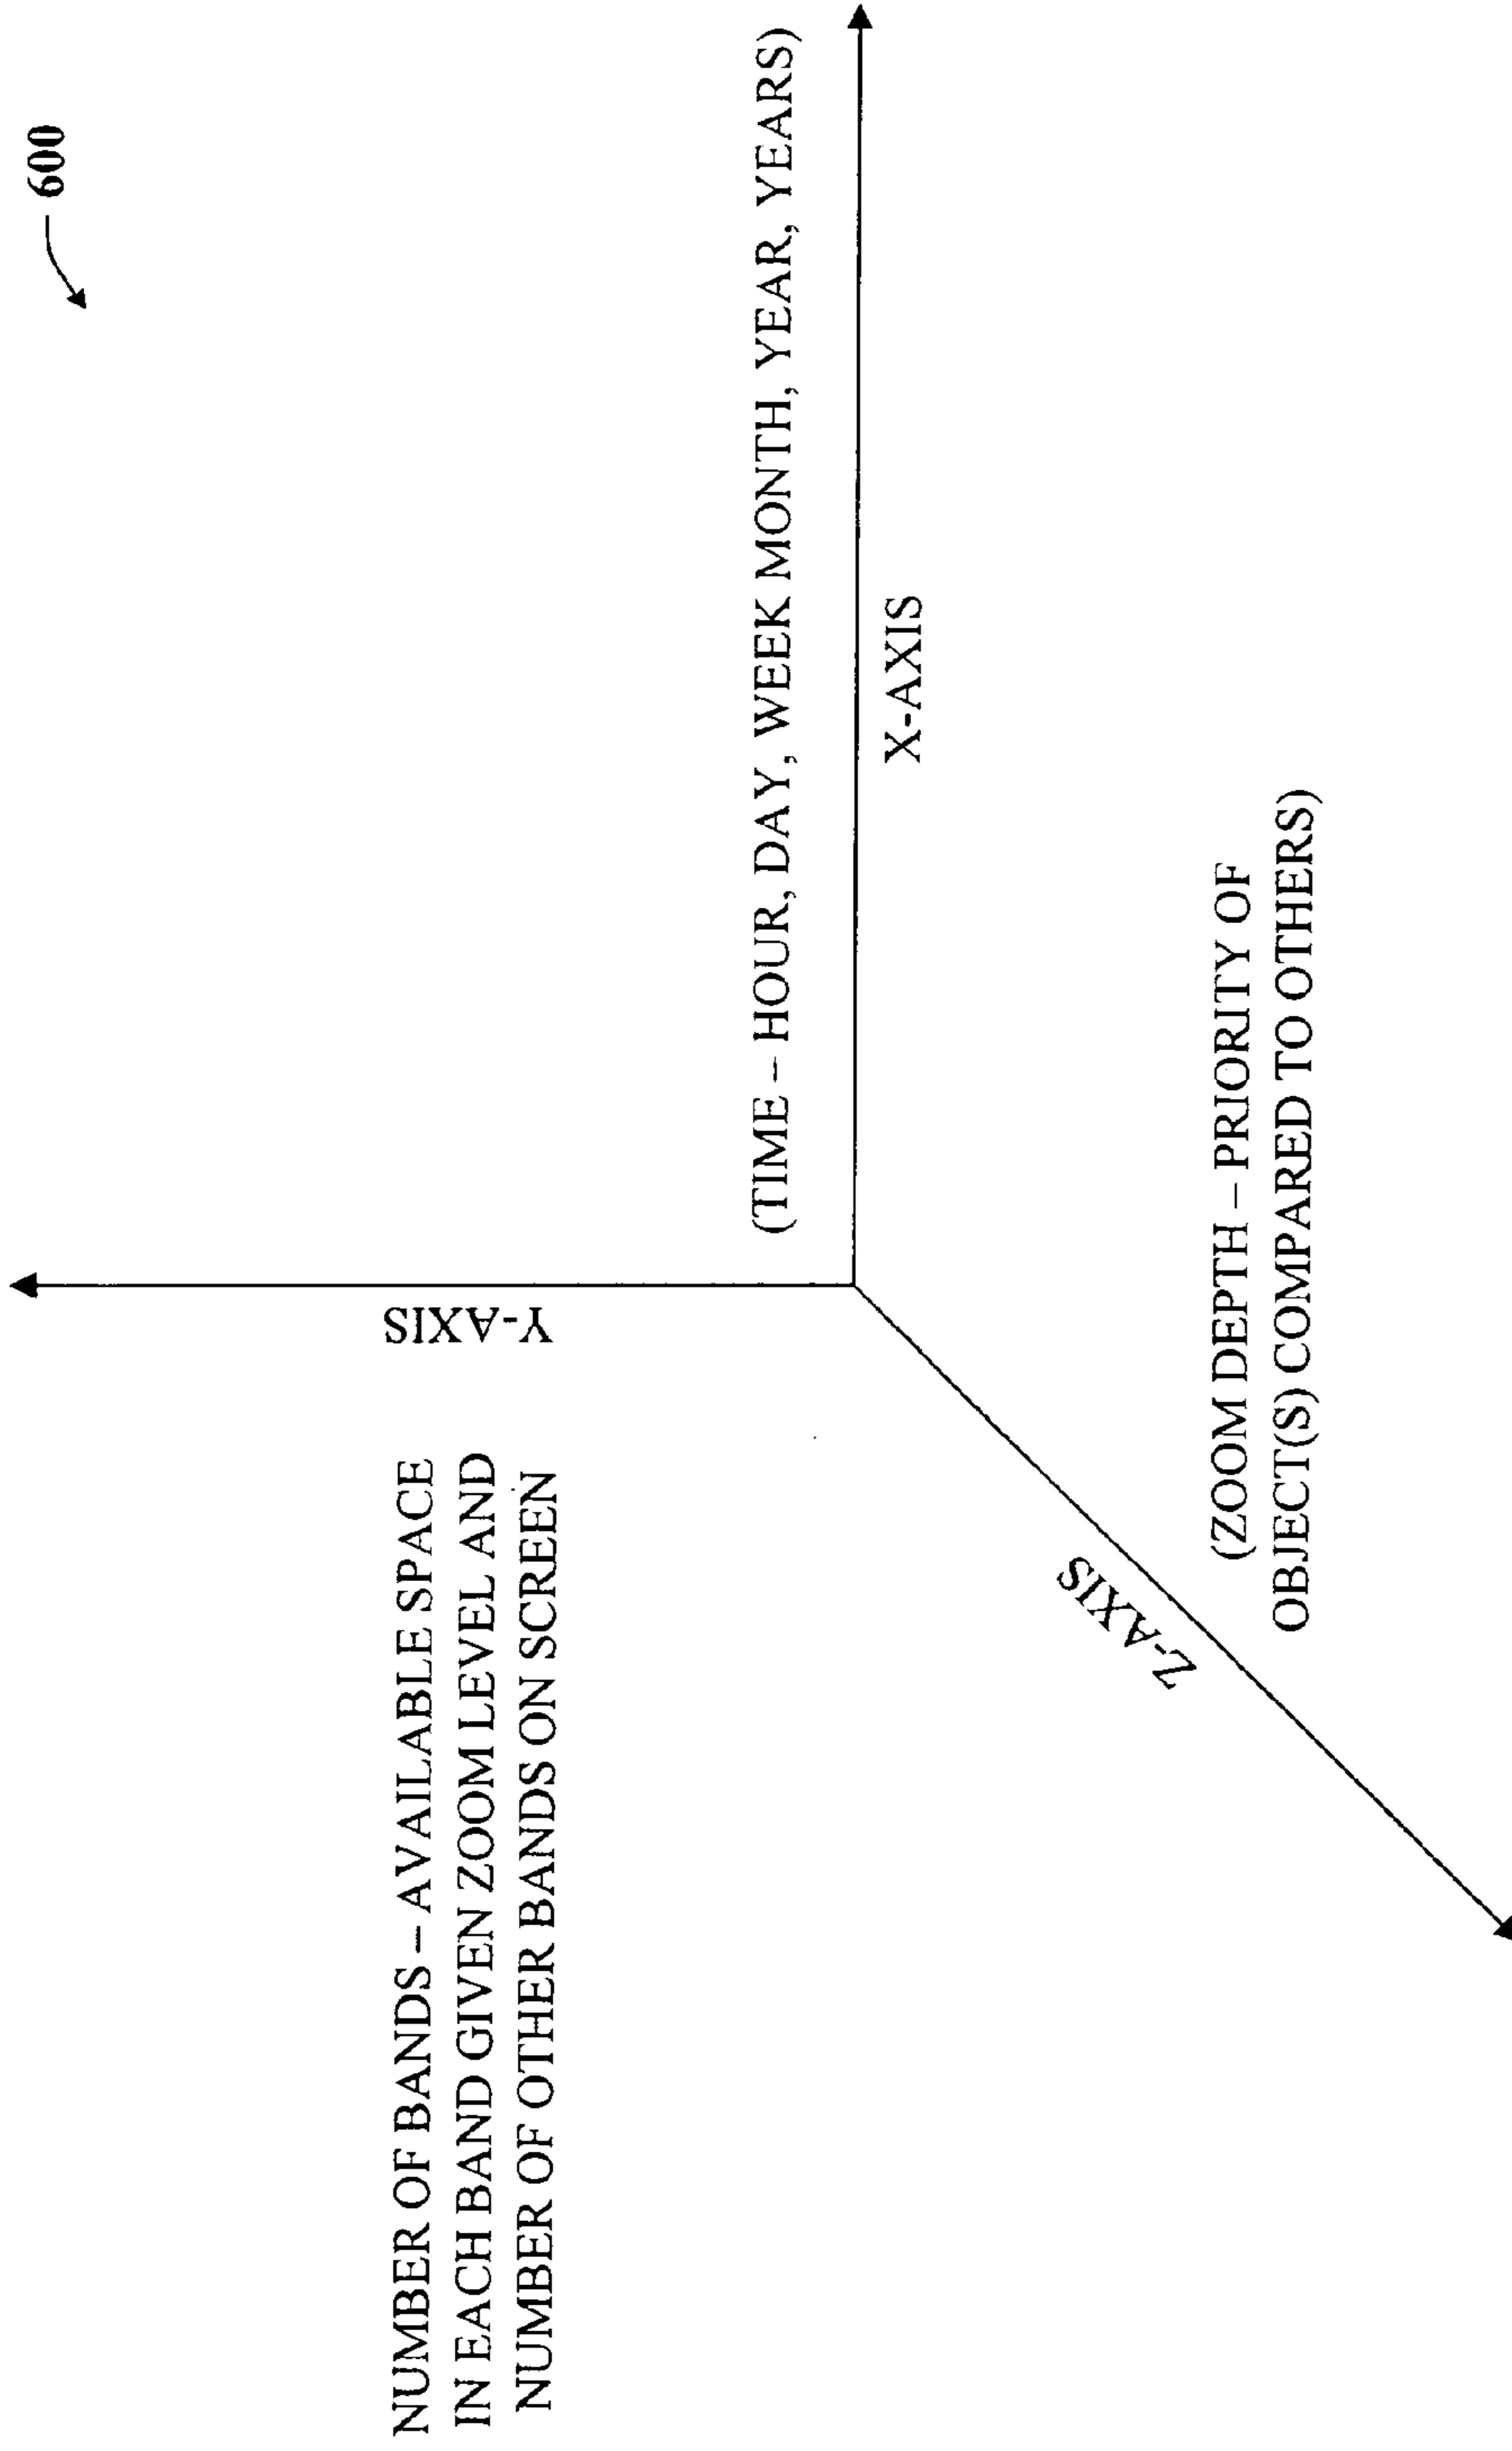 600
NUMBER OF BANDS – AVAILABLE SPACE
IN EACH BAND GIVEN ZOOM LEVEL AND
NUMBER OF OTHER BANDS ON SCREEN
Y-AXIS
(TIME – HOUR, DAY, WEEK MONTH, YEAR, YEARS)
X-AXIS
Z-AXIS
(ZOOM DEPTH – PRIORITY OF
OBJECT(S) COMPARED TO OTHERS)